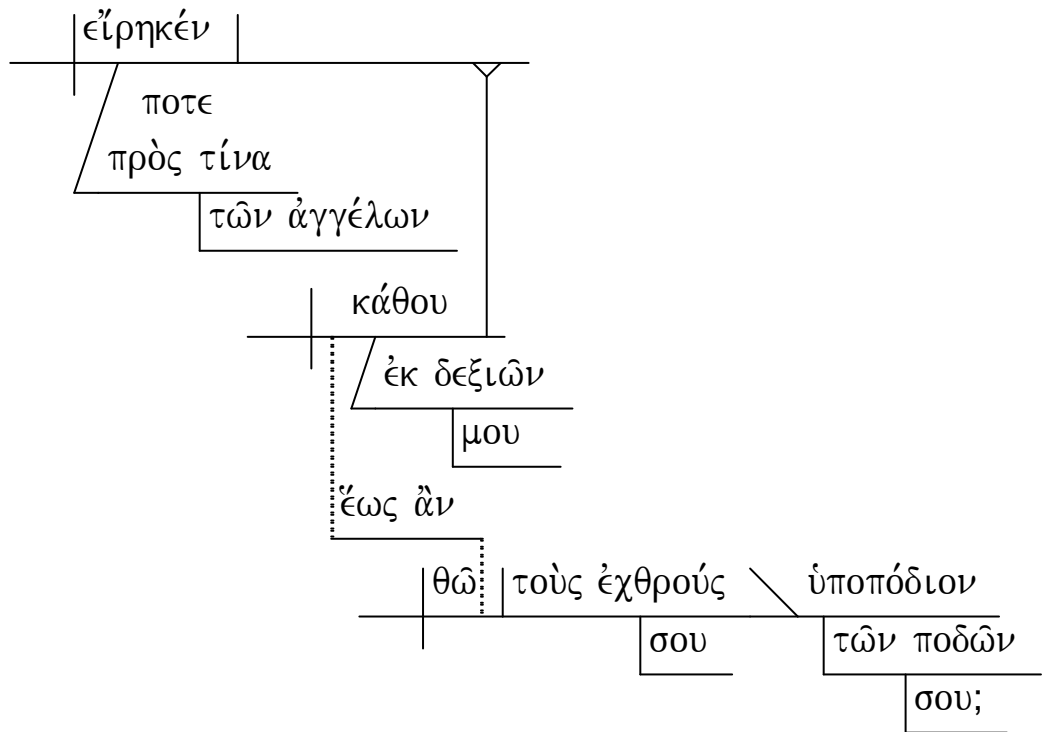 εἴρηκέν
ποτε
πρὸς τίνα
τῶν ἀγγέλων
κάθου
ἐκ δεξιῶν
μου
ἕως ἂν
θῶ τοὺς ἐχθρούς ὑποπόδιον
σου τῶν ποδῶν
σου;